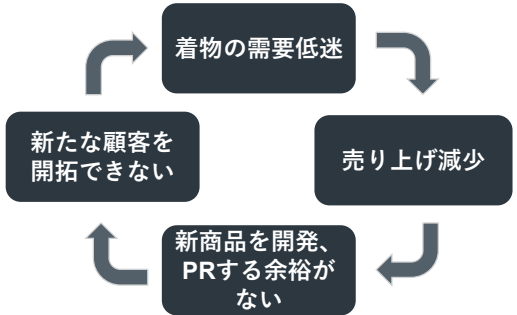 着物の需要低迷
売り上げ減少
新商品を開発、
PRする余裕が
ない
新たな顧客を
開拓できない